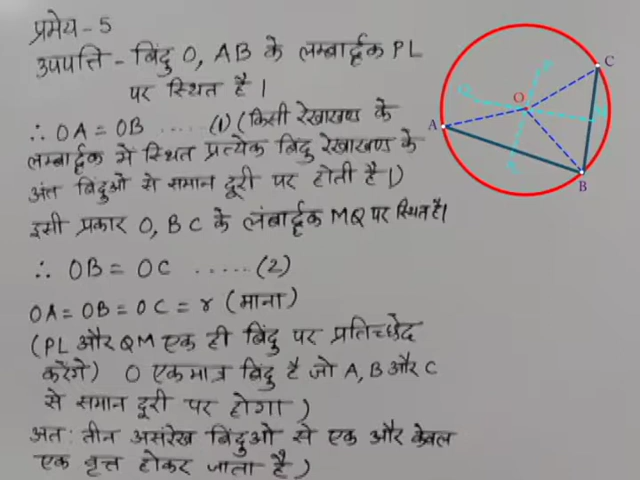 प्रमेय-5
उपपत्ति - बिंदु O, AB के लम्बार्द्धक PL
पर स्थित है।
∴ OA = OB ..... (1) (किसी रेखाखण्ड के
लम्बार्द्धक में स्थित प्रत्येक बिंदु रेखाखण्ड के
अंत बिंदुओ से समान दूरी पर होती है।)
इसी प्रकार O, BC के लंबार्द्धक MQ पर स्थित है।
∴ OB = OC ...... (2)
OA = OB = OC = r (माना)
(PL और QM एक ही बिंदु पर प्रतिच्छेद
करेंगे) O एकमात्र बिंदु है जो A, B और C
से समान दूरी पर होगा)
अत: तीन असंरेख बिंदुओ से एक और केवल
एक वृत्त होकर जाता है)
C
O
A
B